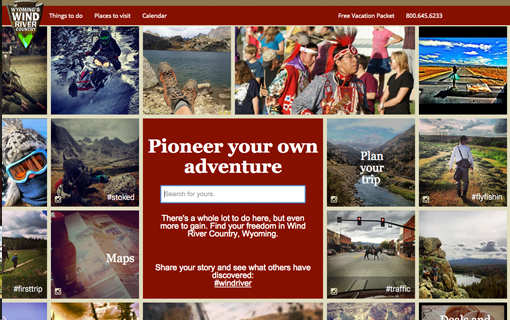 WYOMING'S
WIND
RIVER
COUNTRY
Things to do
Places to visit
Calendar
Free Vacation Packet
800.645.6233
Pioneer your own
adventure
Search for yours.
There's a whole lot to do here, but even
more to gain. Find your freedom in Wind
River Country, Wyoming.
Share your story and see what others have
discovered:
#windriver
#stoked
Plan
your
trip
#flyfishin
#firsttrip
Maps
#traffic
Deals and